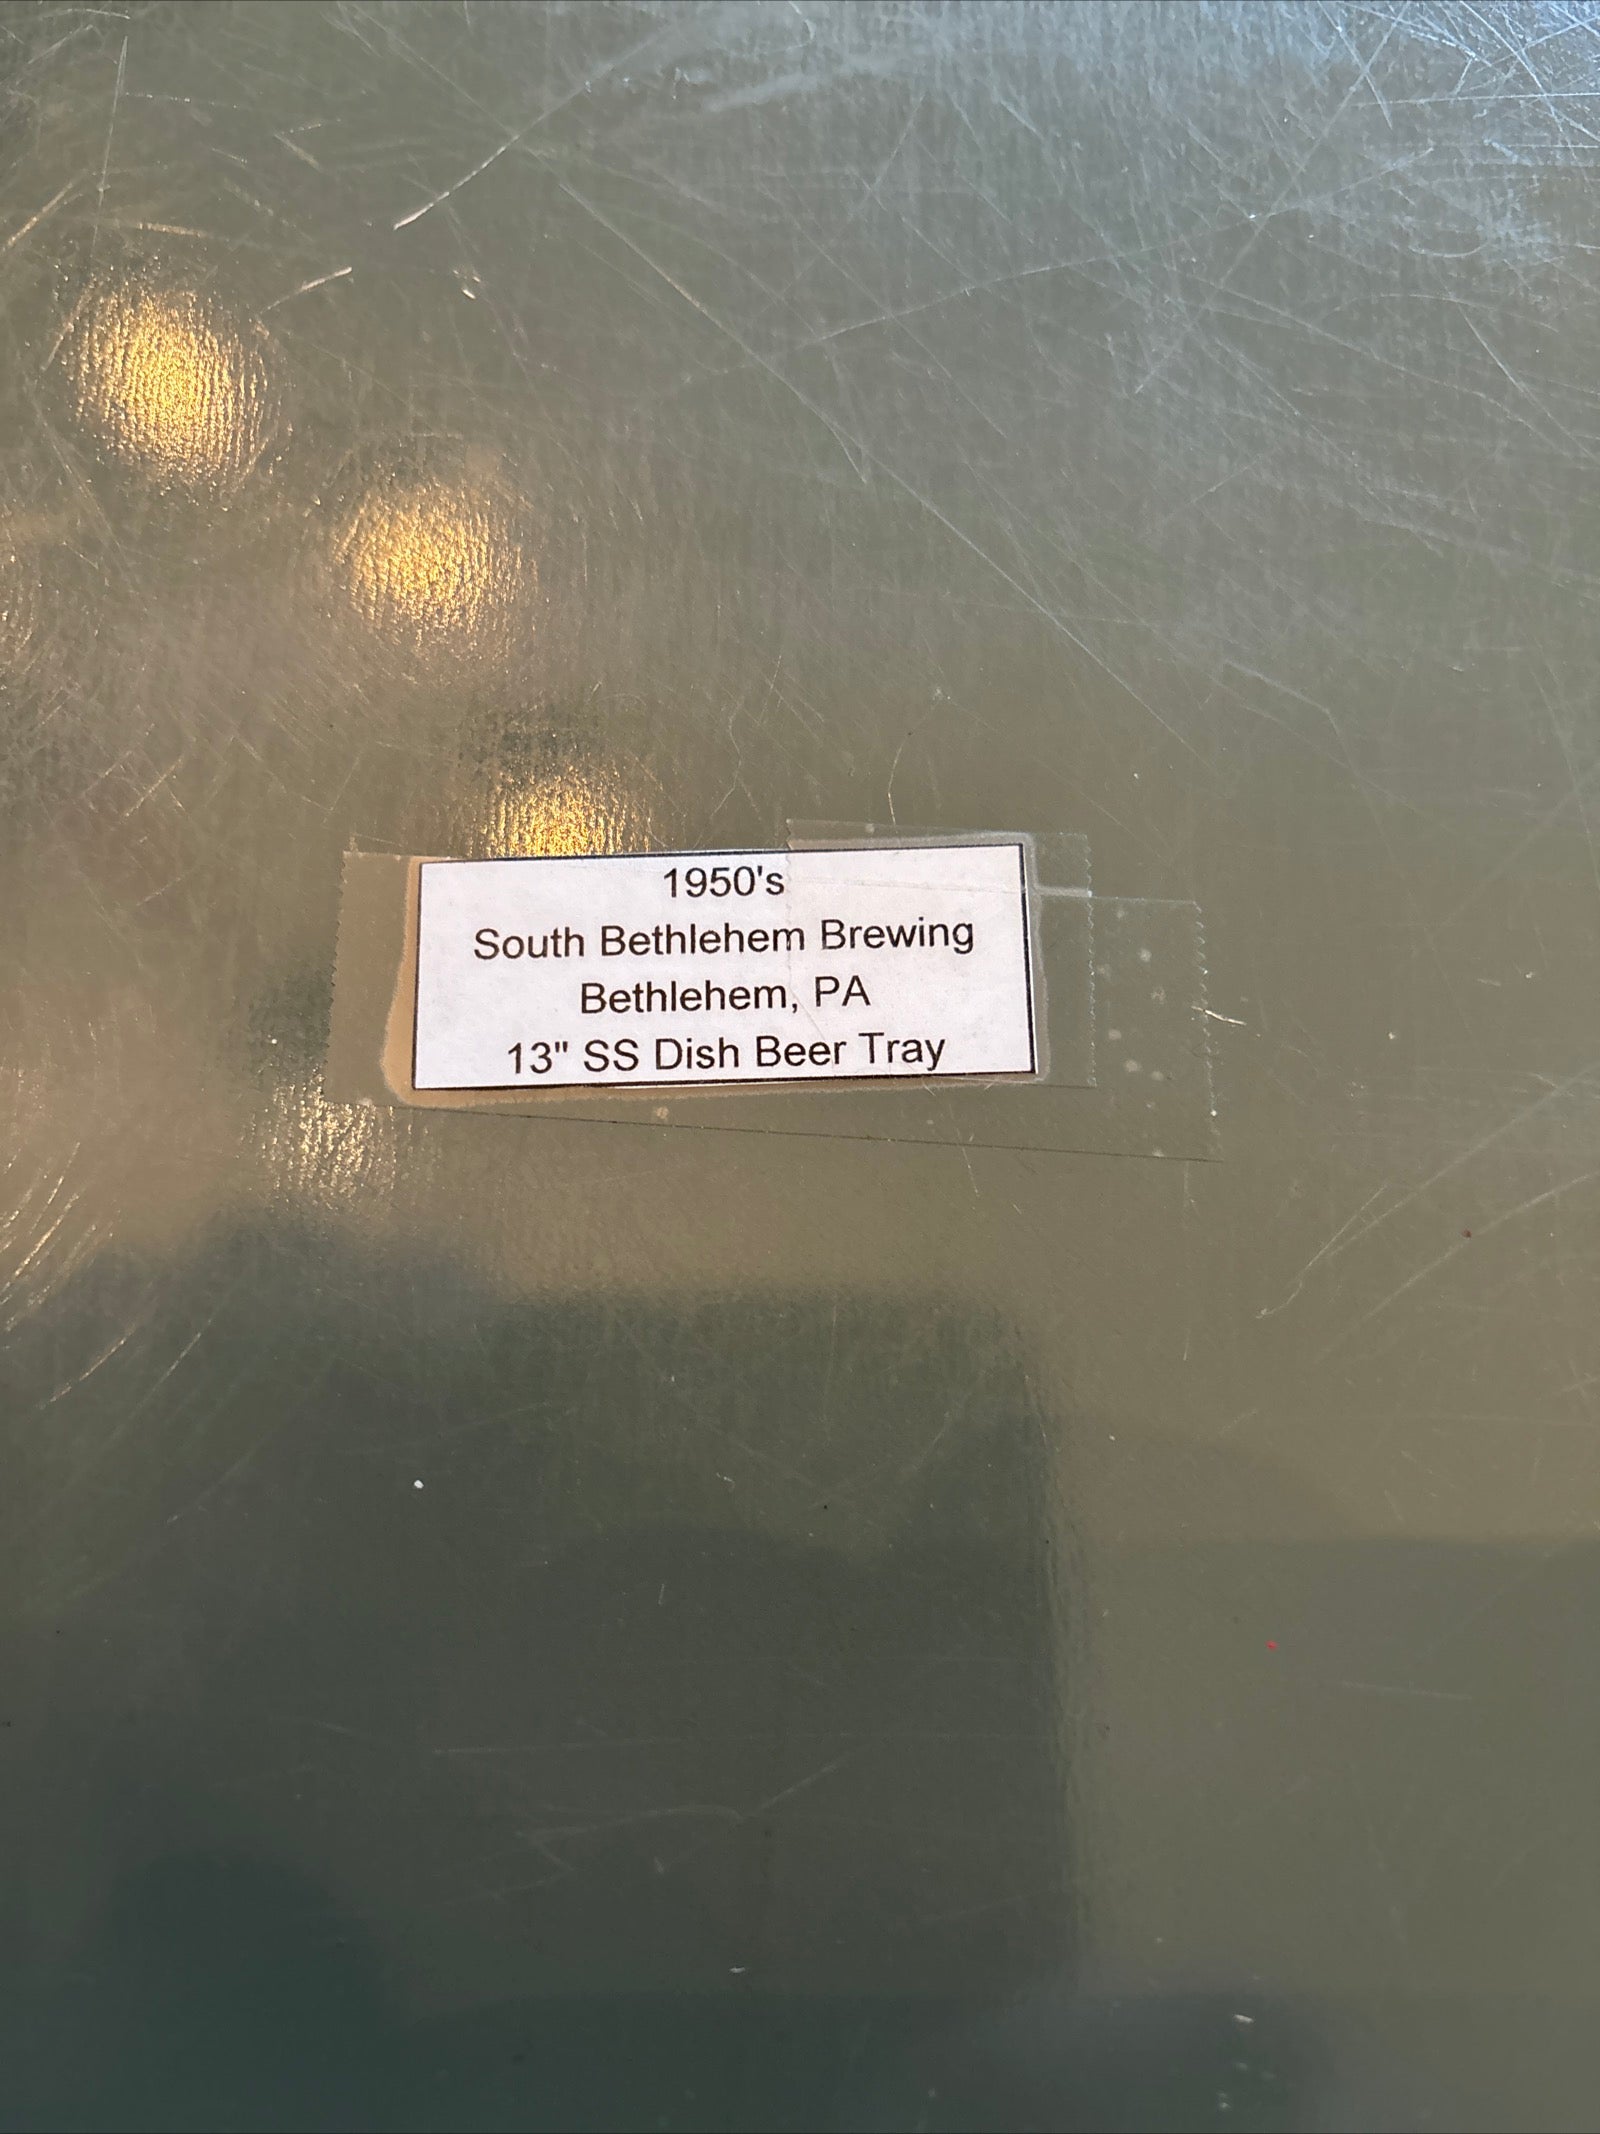 1950's
South Bethlehem Brewing
Bethlehem, PA
13" SS Dish Beer Tray